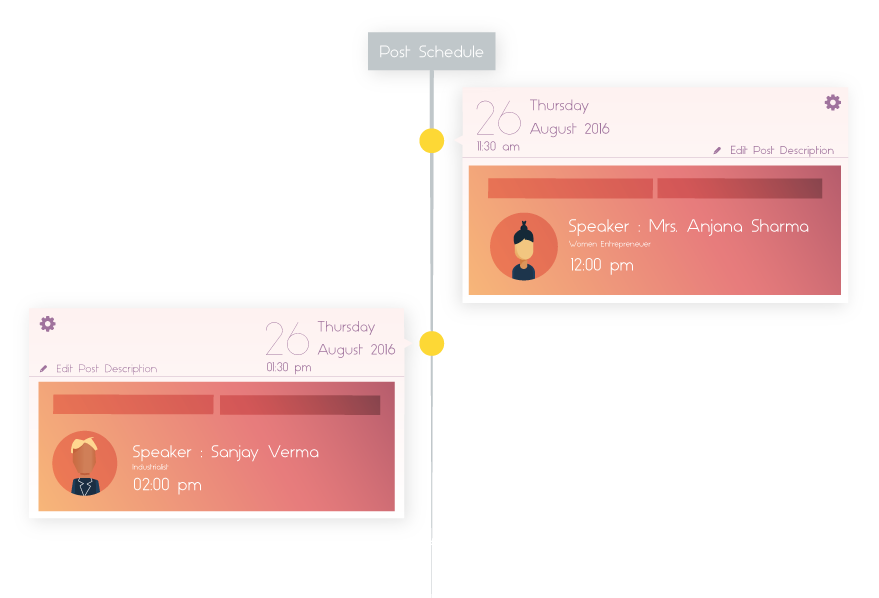 Post Schedule
26 Thursday
August 2016
11:30 am
Edit Post Description
Speaker : Mrs. Anjana Sharma
Women Entrepreneuer
12:00 pm
26 Thursday
August 2016
01:30 pm
Edit Post Description
Speaker : Sanjay Verma
Industrialist
02:00 pm